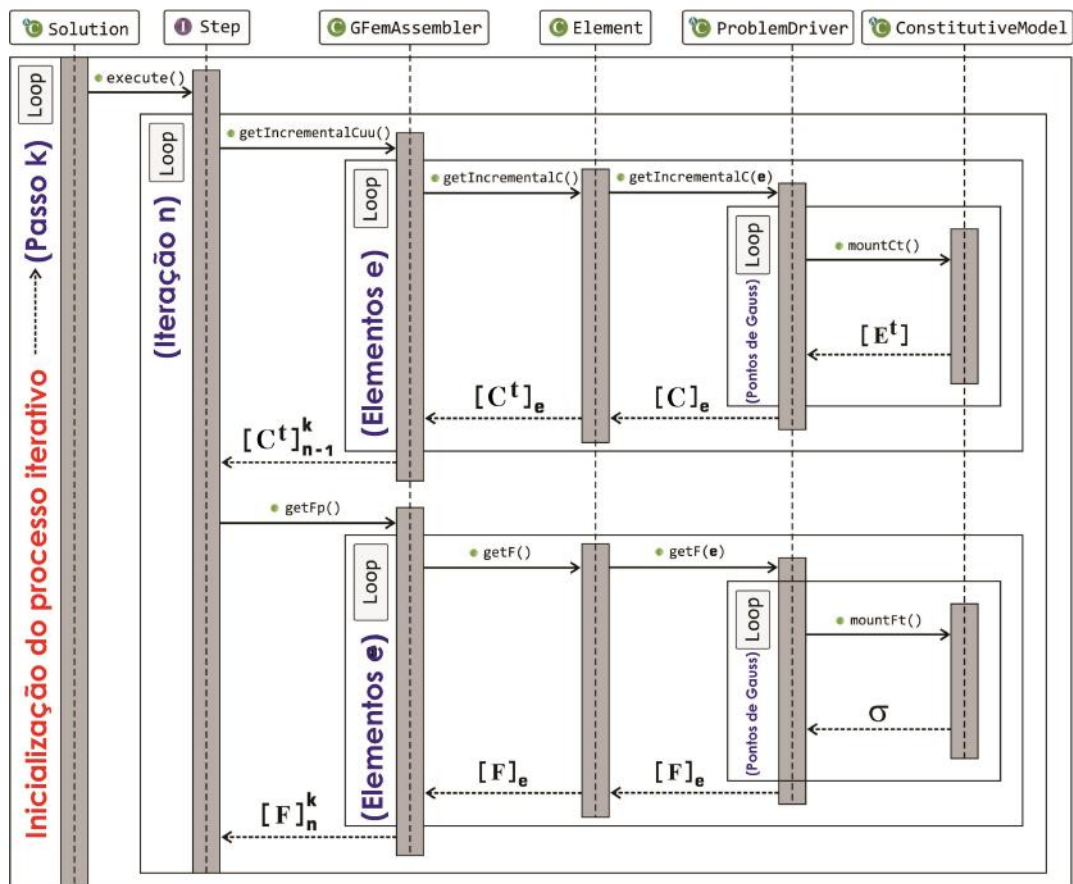 Solution
Step
GFemAssembler
Element
ProblemDriver
ConstitutiveModel
Loop
(Passo k)
Inicialização do processo iterativo
execute()
Loop
(Iteração n)
getIncrementalCuu()
Loop
(Elementos e)
getIncrementalC()
getIncrementalC(e)
Loop
(Pontos de Gauss)
mountCt()
[E^t]
[C]_e
[C^t]_e
[C^t]^k_{n-1}
getFp()
Loop
(Elementos e)
getF()
getF(e)
Loop
(Pontos de Gauss)
mountFt()
σ
[F]_e
[F]_e
[F]^k_n